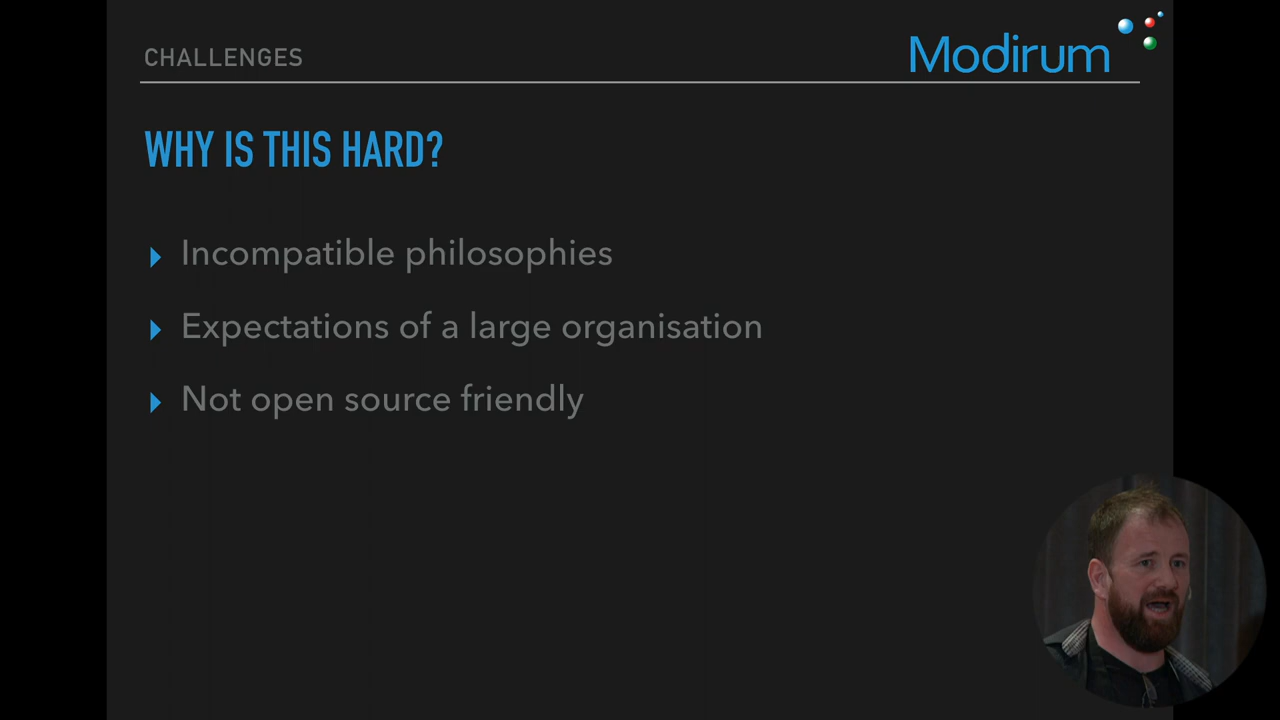 CHALLENGES
Modirum
WHY IS THIS HARD?
Incompatible philosophies
Expectations of a large organisation
Not open source friendly